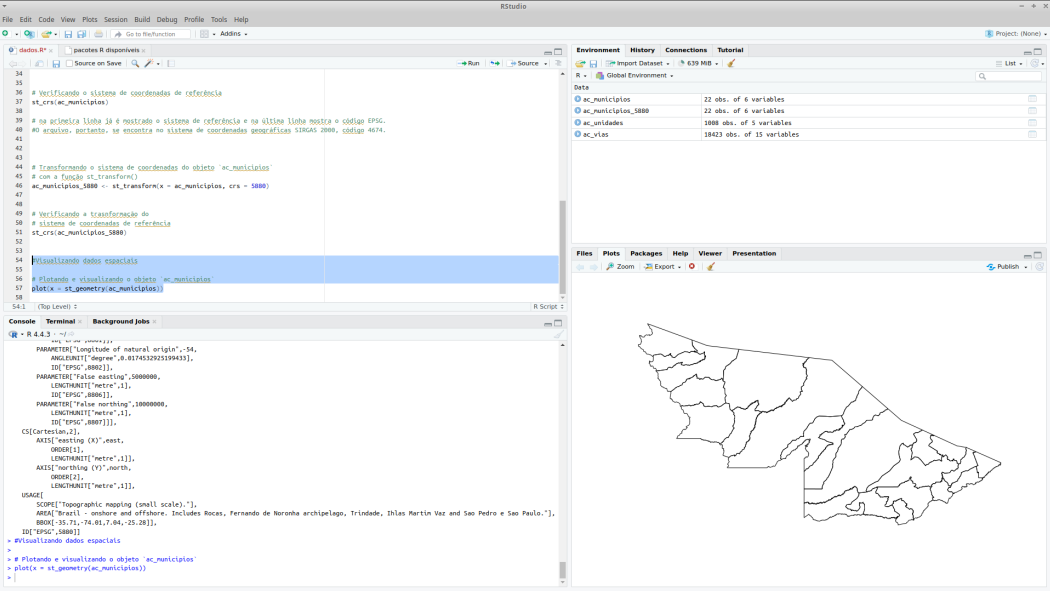 RStudio
File Edit Code View Plots Session Build Debug Profile Tools Help
Go to file/function
Addins
Project: (None)
dados.R*
pacotes R disponíveis
Source on Save
Run
Source
34
35
36 # Verificando o sistema de coordenadas de referência
37 st_crs(ac_municipios)
38
39 # na primeira linha já é mostrado o sistema de referência e na última linha mostra o código EPSG.
40 #O arquivo, portanto, se encontra no sistema de coordenadas geográficas SIRGAS 2000, código 4674.
41
42
43
44 # Transformando o sistema de coordenadas do objeto `ac_municipios`
45 # com a função st_transform()
46 ac_municipios_5880 <- st_transform(x = ac_municipios, crs = 5880)
47
48
49 # Verificando a trasnformação do
50 # sistema de coordenadas de referência
51 st_crs(ac_municipios_5880)
52
53
54 #Visualizando dados espaciais
55
56 # Plotando e visualizando o objeto `ac_municipios`
57 plot(x = st_geometry(ac_municipios))
58
54:1 (Top Level) R Script
Console Terminal Background Jobs
R 4.4.3 · ~/
ID["EPSG",8801]],
PARAMETER["Longitude of natural origin",-54,
ANGLEUNIT["degree",0.0174532925199433],
ID["EPSG",8802]],
PARAMETER["False easting",5000000,
LENGTHUNIT["metre",1],
ID["EPSG",8806]],
PARAMETER["False northing",10000000,
LENGTHUNIT["metre",1],
ID["EPSG",8807]]],
CS[Cartesian,2],
AXIS["easting (X)",east,
ORDER[1],
LENGTHUNIT["metre",1]],
AXIS["northing (Y)",north,
ORDER[2],
LENGTHUNIT["metre",1]],
USAGE[
SCOPE["Topographic mapping (small scale)."],
AREA["Brazil - onshore and offshore. Includes Rocas, Fernando de Noronha archipelago, Trindade, Ihlas Martin Vaz and Sao Pedro e Sao Paulo."],
BBOX[-35.71,-74.01,7.04,-25.28]],
ID["EPSG",5880]]
> #Visualizando dados espaciais
>
> # Plotando e visualizando o objeto `ac_municipios`
> plot(x = st_geometry(ac_municipios))
>
Environment History Connections Tutorial
Import Dataset 639 MiB List
R Global Environment
Data
ac_municipios 22 obs. of 6 variables
ac_municipios_5880 22 obs. of 6 variables
ac_unidades 1008 obs. of 5 variables
ac_vias 18423 obs. of 15 variables
Files Plots Packages Help Viewer Presentation
Zoom Export Publish